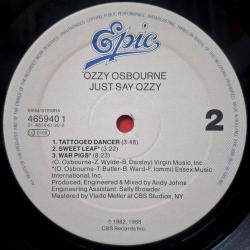 Epic
OZZY OSBOURNE
JUST SAY OZZY
465940 1
2
1. TATTOOED DANCER (3:48)
2. SWEET LEAF* (3:22)
3. WAR PIGS* (8:23)
(O. Osbourne-Z. Wylde-B. Daisley) Virgin Music, Inc.
*(O. Osbourne-T. Butler-B. Ward-F. Iommi) Essex Music
International, Inc.
Produced, Engineered & Mixed by Andy Johns
Engineering Assistant: Sally Browder
Mastered by Vlado Meller at CBS Studios, NY
℗ 1982, 1988
CBS Records Inc.